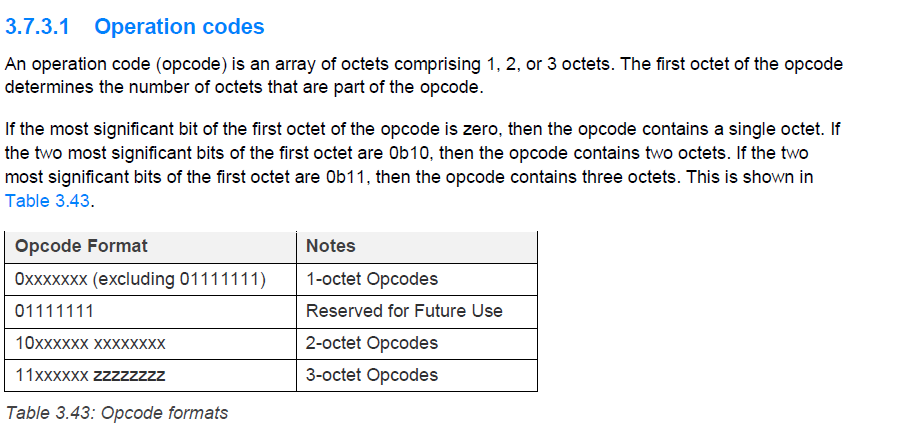 3.7.3.1 Operation codes
An operation code (opcode) is an array of octets comprising 1, 2, or 3 octets. The first octet of the opcode
determines the number of octets that are part of the opcode.
If the most significant bit of the first octet of the opcode is zero, then the opcode contains a single octet. If
the two most significant bits of the first octet are 0b10, then the opcode contains two octets. If the two
most significant bits of the first octet are 0b11, then the opcode contains three octets. This is shown in
Table 3.43.
Opcode Format Notes
0xxxxxxx (excluding 01111111) 1-octet Opcodes
01111111 Reserved for Future Use
10xxxxxx xxxxxxxx 2-octet Opcodes
11xxxxxx zzzzzzzz 3-octet Opcodes
Table 3.43: Opcode formats